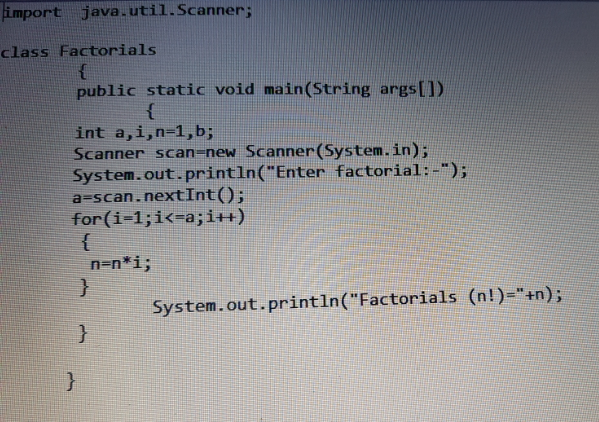 import java.util.Scanner;
class Factorials
{
public static void main(String args[])
{
int a,i,n=1,b;
Scanner scan=new Scanner(System.in);
System.out.println("Enter factorial:-");
a=scan.nextInt();
for(i=1;i<=a;i++)
{
n=n*i;
}
System.out.println("Factorials (n!)="+n);
}
}